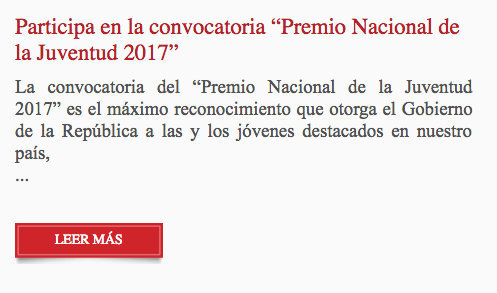 Participa en la convocatoria “Premio Nacional de
la Juventud 2017”
La convocatoria del “Premio Nacional de la Juventud
2017” es el máximo reconocimiento que otorga el Gobierno
de la República a las y los jóvenes destacados en nuestro
país,
...
LEER MÁS